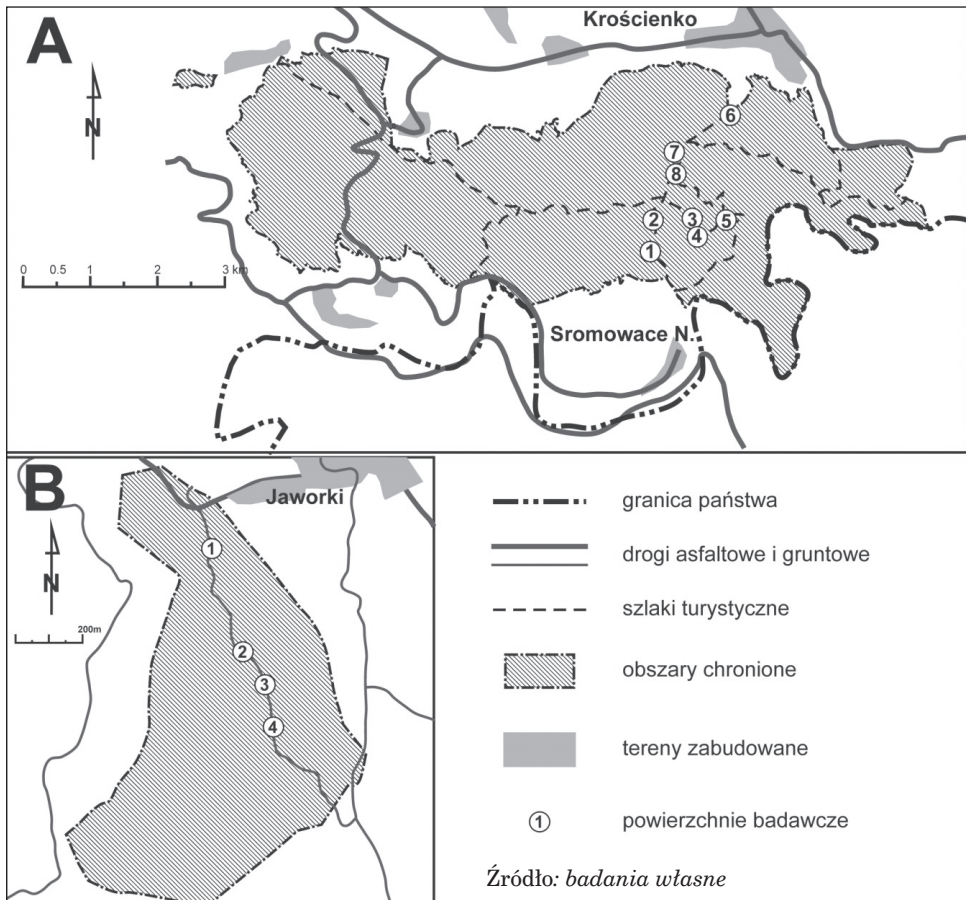 A
Krościenko
N
0 0.5 1 2 3 km
6
7
8
2 3 5
4
1
Sromowace N.
B
Jaworki
N
200m
1
2
3
4
granica państwa
drogi asfaltowe i gruntowe
szlaki turystyczne
obszary chronione
tereny zabudowane
1 powierzchnie badawcze
Źródło: badania własne